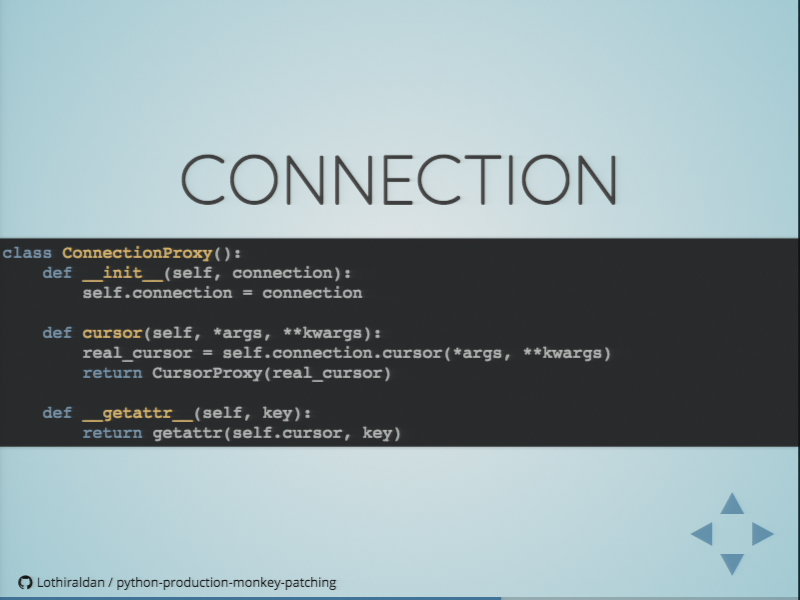 CONNECTION
class ConnectionProxy():
    def __init__(self, connection):
        self.connection = connection
    def cursor(self, *args, **kwargs):
        real_cursor = self.connection.cursor(*args, **kwargs)
        return CursorProxy(real_cursor)
    def __getattr__(self, key):
        return getattr(self.cursor, key)
Lothiraldan / python-production-monkey-patching